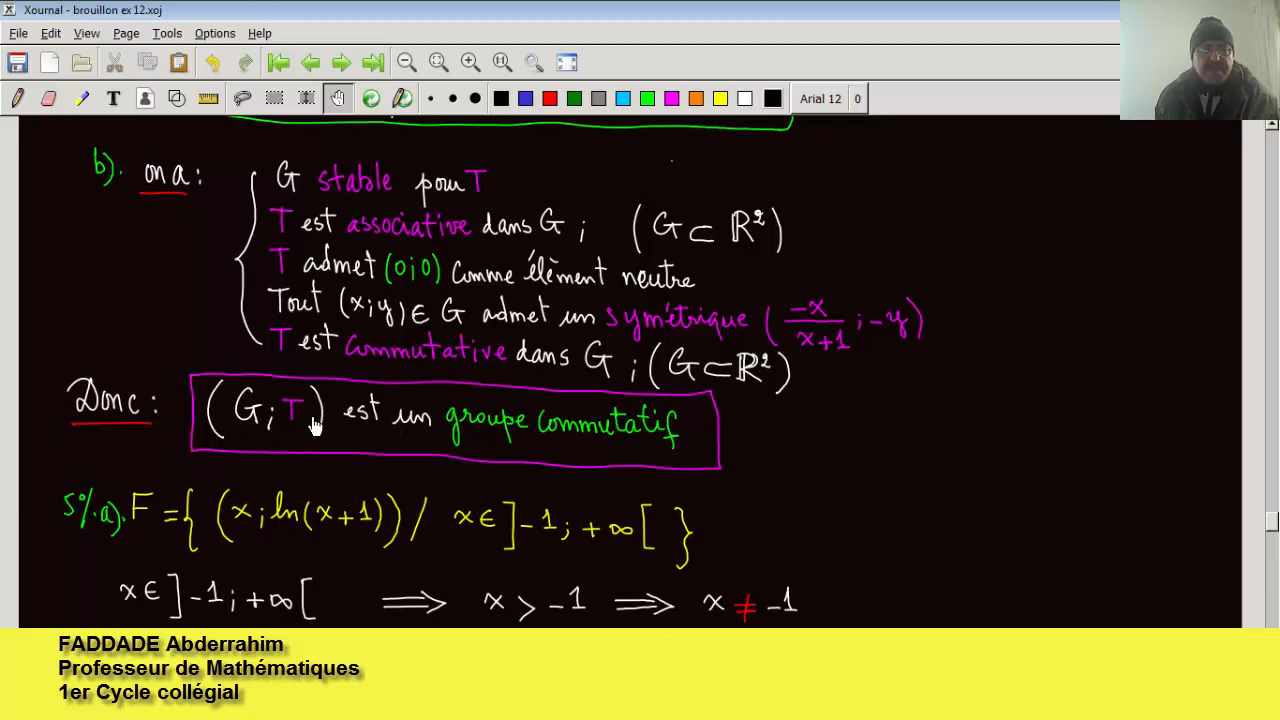 Xournal - brouillon ex 12.xoj
File Edit View Page Tools Options Help
Arial 12 0
b). on a :
G stable pour T
T est associative dans G ; (G ⊂ ℝ²)
T admet (0;0) comme élément neutre
Tout (x;y) ∈ G admet un symétrique (-x/(x+1) ; -y)
T est commutative dans G ; (G ⊂ ℝ²)
Donc : (G; T) est un groupe commutatif
5%.a). F = { (x; ln(x+1)) / x ∈ ]-1; +∞[ }
x ∈ ]-1; +∞[ ⟹ x > -1 ⟹ x ≠ -1
FADDADE Abderrahim
Professeur de Mathématiques
1er Cycle collégial